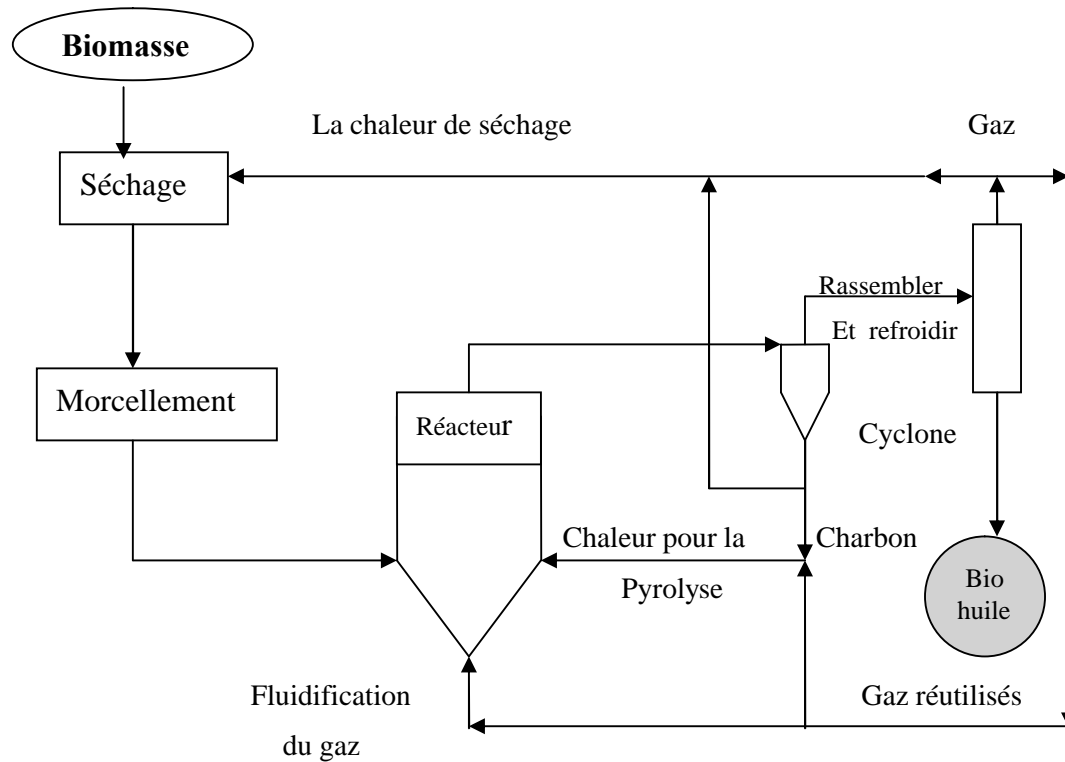 Biomasse
La chaleur de séchage
Gaz
Séchage
Rassembler
Et refroidir
Morcellement
Réacteur
Cyclone
Chaleur pour la
Pyrolyse
Charbon
Bio
huile
Fluidification
du gaz
Gaz réutilisés